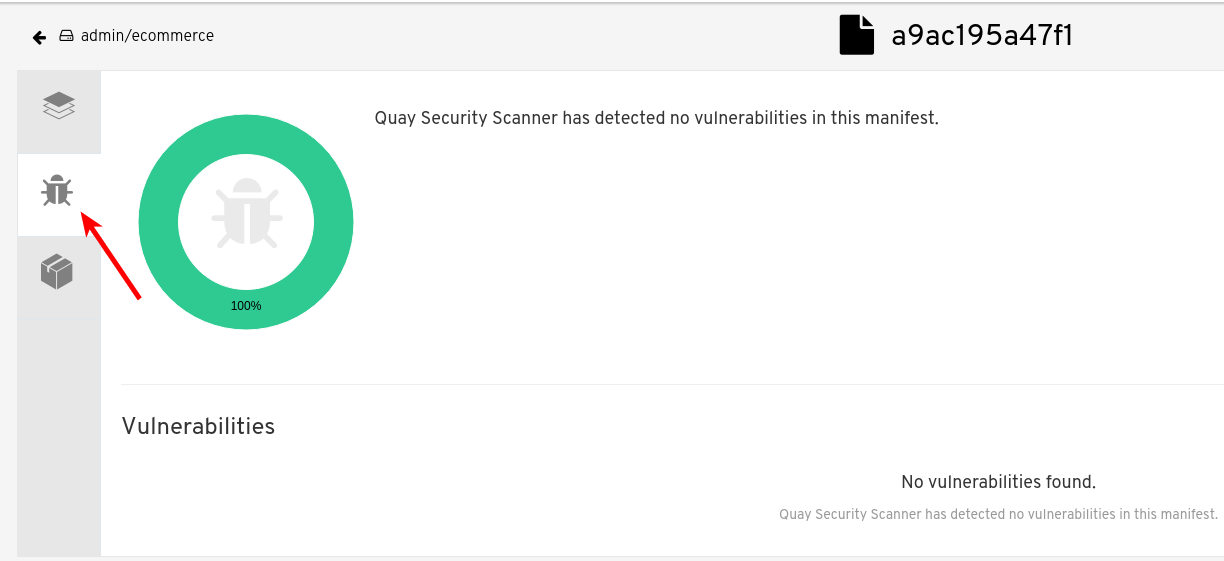 admin/ecommerce
a9ac195a47f1
Quay Security Scanner has detected no vulnerabilities in this manifest.
100%
Vulnerabilities
No vulnerabilities found.
Quay Security Scanner has detected no vulnerabilities in this manifest.